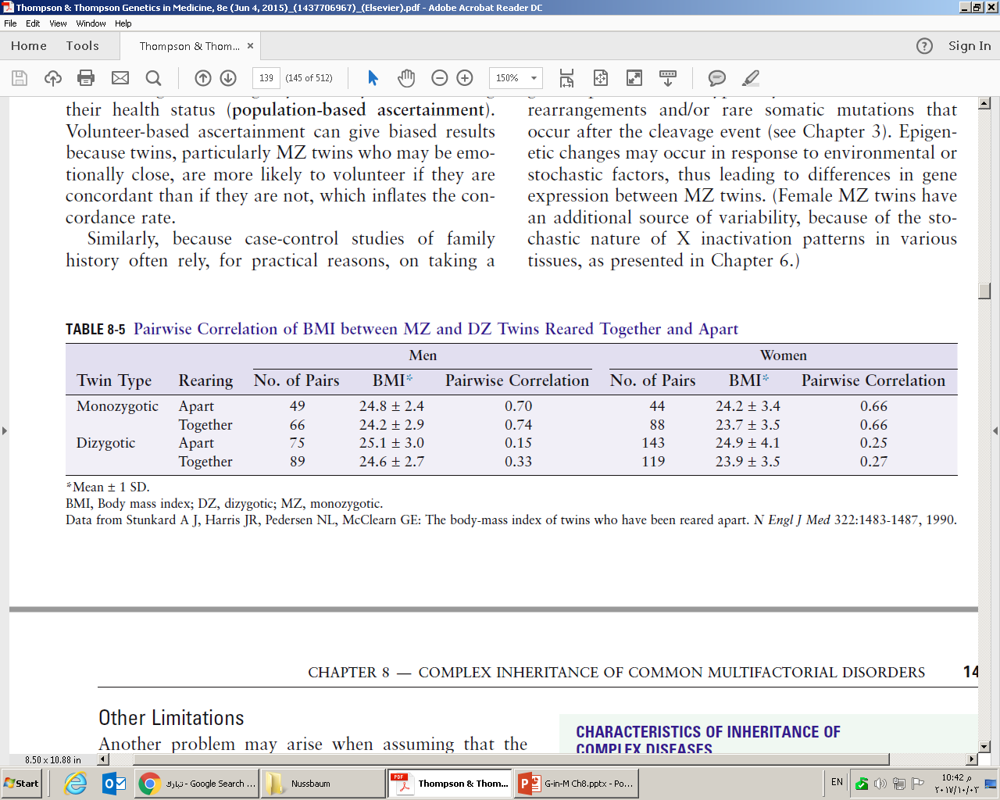 Thompson & Thompson Genetics in Medicine, 8e (Jun 4, 2015)_(1437706967)_(Elsevier).pdf - Adobe Acrobat Reader DC
File Edit View Window Help
Home Tools Thompson & Thom... × ? Sign In
139 (145 of 512) 150%
their health status (population-based ascertainment).
Volunteer-based ascertainment can give biased results
because twins, particularly MZ twins who may be emo-
tionally close, are more likely to volunteer if they are
concordant than if they are not, which inflates the con-
cordance rate.
Similarly, because case-control studies of family
history often rely, for practical reasons, on taking a
rearrangements and/or rare somatic mutations that
occur after the cleavage event (see Chapter 3). Epigen-
etic changes may occur in response to environmental or
stochastic factors, thus leading to differences in gene
expression between MZ twins. (Female MZ twins have
an additional source of variability, because of the sto-
chastic nature of X inactivation patterns in various
tissues, as presented in Chapter 6.)
TABLE 8-5 Pairwise Correlation of BMI between MZ and DZ Twins Reared Together and Apart
Men Women
Twin Type Rearing No. of Pairs BMI* Pairwise Correlation No. of Pairs BMI* Pairwise Correlation
Monozygotic Apart 49 24.8 ± 2.4 0.70 44 24.2 ± 3.4 0.66
Together 66 24.2 ± 2.9 0.74 88 23.7 ± 3.5 0.66
Dizygotic Apart 75 25.1 ± 3.0 0.15 143 24.9 ± 4.1 0.25
Together 89 24.6 ± 2.7 0.33 119 23.9 ± 3.5 0.27
*Mean ± 1 SD.
BMI, Body mass index; DZ, dizygotic; MZ, monozygotic.
Data from Stunkard A J, Harris JR, Pedersen NL, McClearn GE: The body-mass index of twins who have been reared apart. N Engl J Med 322:1483-1487, 1990.
CHAPTER 8 — COMPLEX INHERITANCE OF COMMON MULTIFACTORIAL DISORDERS 14
Other Limitations
Another problem may arise when assuming that the
CHARACTERISTICS OF INHERITANCE OF
COMPLEX DISEASES
8.50 x 10.88 in
Start تبارك - Google Search ... Nussbaum PDF Thompson & Thom... G-in-M Ch8.pptx - Po... EN 10:42 م
٢٠١٧/١٠/٠٢